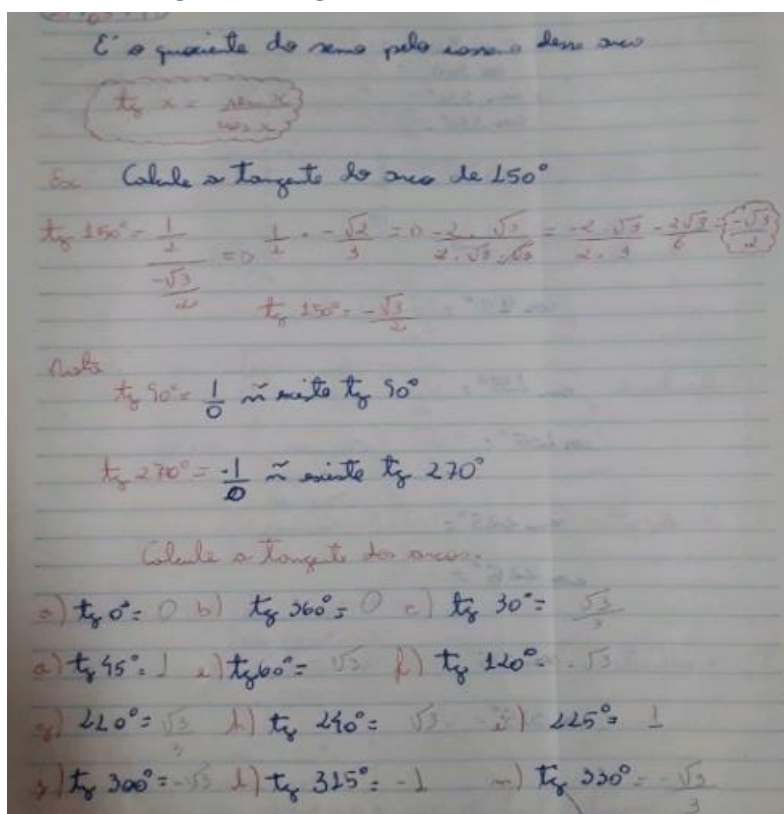 É o quociente do seno pelo cosseno desse arco
tg x = sen x / cos x
Ex Calcule a tangente do arco de 150°
tg 150° = 1/2 / -√3/2 => 1/2 . -√2/3 => -2 . √3 / 2 . √3 . √3 = -2 . √3 / 2 . 3 - 2√3/6 = -√3/2
tg 150° = -√3/2
Nota
tg 90° = 1/0 ñ existe tg 90°
tg 270° = -1/0 ñ existe tg 270°
Calcule a tangente dos arcos.
a) tg 0° = 0 b) tg 360° = 0 c) tg 30° = √3/3
d) tg 45° = 1 e) tg 60° = √3 f) tg 120° = -√3
g) 210° = √3/3 h) tg 240° = √3 i) 225° = 1
j) tg 300° = -√3 l) tg 315° = -1 m) tg 330° = -√3/3